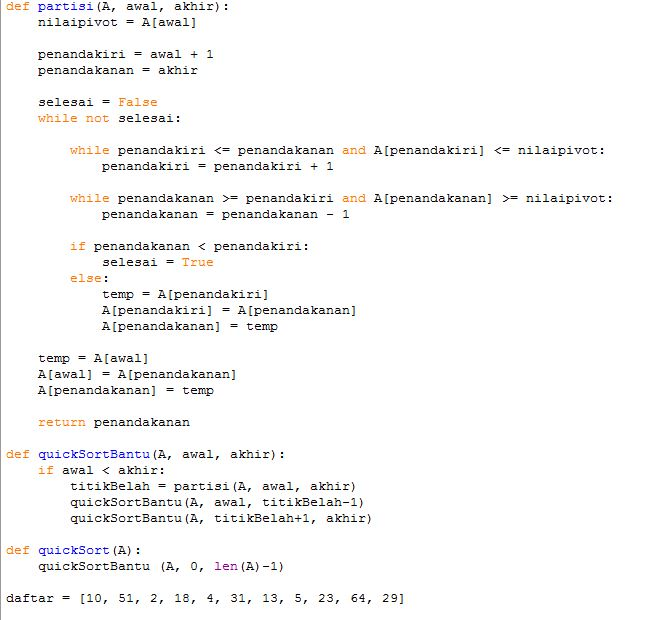 def partisi(A, awal, akhir):
    nilaipivot = A[awal]

    penandakiri = awal + 1
    penandakanan = akhir

    selesai = False
    while not selesai:

        while penandakiri <= penandakanan and A[penandakiri] <= nilaipivot:
            penandakiri = penandakiri + 1

        while penandakanan >= penandakiri and A[penandakanan] >= nilaipivot:
            penandakanan = penandakanan - 1

        if penandakanan < penandakiri:
            selesai = True
        else:
            temp = A[penandakiri]
            A[penandakiri] = A[penandakanan]
            A[penandakanan] = temp

    temp = A[awal]
    A[awal] = A[penandakanan]
    A[penandakanan] = temp

    return penandakanan

def quickSortBantu(A, awal, akhir):
    if awal < akhir:
        titikBelah = partisi(A, awal, akhir)
        quickSortBantu(A, awal, titikBelah-1)
        quickSortBantu(A, titikBelah+1, akhir)

def quickSort(A):
    quickSortBantu (A, 0, len(A)-1)

daftar = [10, 51, 2, 18, 4, 31, 13, 5, 23, 64, 29]